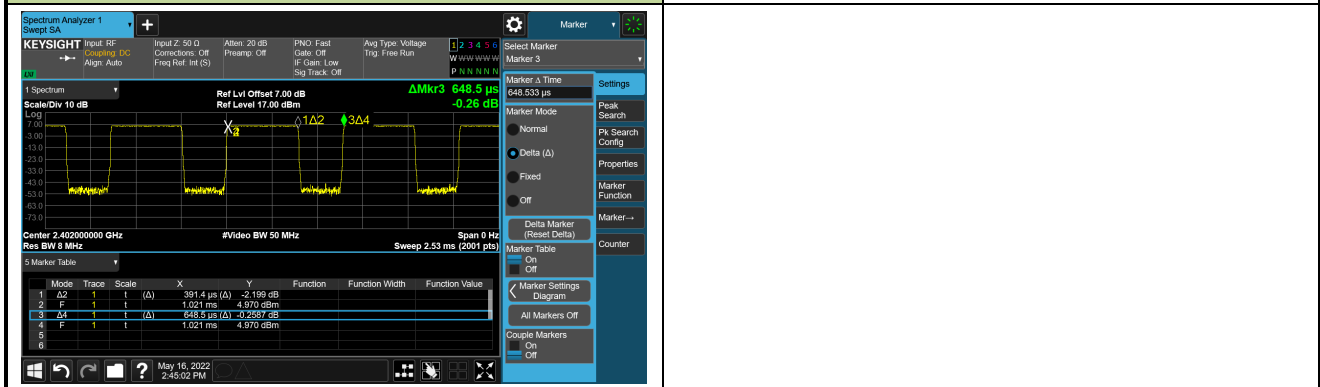 Spectrum Analyzer 1
Swept SA
Marker
KEYSIGHT
Input: RF
Coupling: DC
Align: Auto
Input Z: 50 Ω
Corrections: Off
Freq Ref: Int (S)
Atten: 20 dB
Preamp: Off
PNO: Fast
Gate: Off
IF Gain: Low
Sig Track: Off
Avg Type: Voltage
Trig: Free Run
1 2 3 4 5 6
W W W W W W
P N N N N N
LXI
1 Spectrum
Scale/Div 10 dB
Ref Lvl Offset 7.00 dB
Ref Level 17.00 dBm
ΔMkr3 648.5 µs
-0.26 dB
Log
7.00
-3.00
-13.0
-23.0
-33.0
-43.0
-53.0
-63.0
-73.0
1Δ2
3Δ4
Center 2.402000000 GHz
Res BW 8 MHz
#Video BW 50 MHz
Span 0 Hz
Sweep 2.53 ms (2001 pts)
5 Marker Table
Mode Trace Scale X Y Function Function Width Function Value
1 Δ2 1 t (Δ) 391.4 µs (Δ) -2.199 dB
2 F 1 t 1.021 ms 4.970 dBm
3 Δ4 1 t (Δ) 648.5 µs (Δ) -0.2587 dB
4 F 1 t 1.021 ms 4.970 dBm
5
6
May 16, 2022
2:45:02 PM
Select Marker
Marker 3
Marker Δ Time
648.533 µs
Marker Mode
Normal
Delta (Δ)
Fixed
Off
Delta Marker
(Reset Delta)
Marker Table
On
Off
Marker Settings
Diagram
All Markers Off
Couple Markers
On
Off
Settings
Peak
Search
Pk Search
Config
Properties
Marker
Function
Marker→
Counter